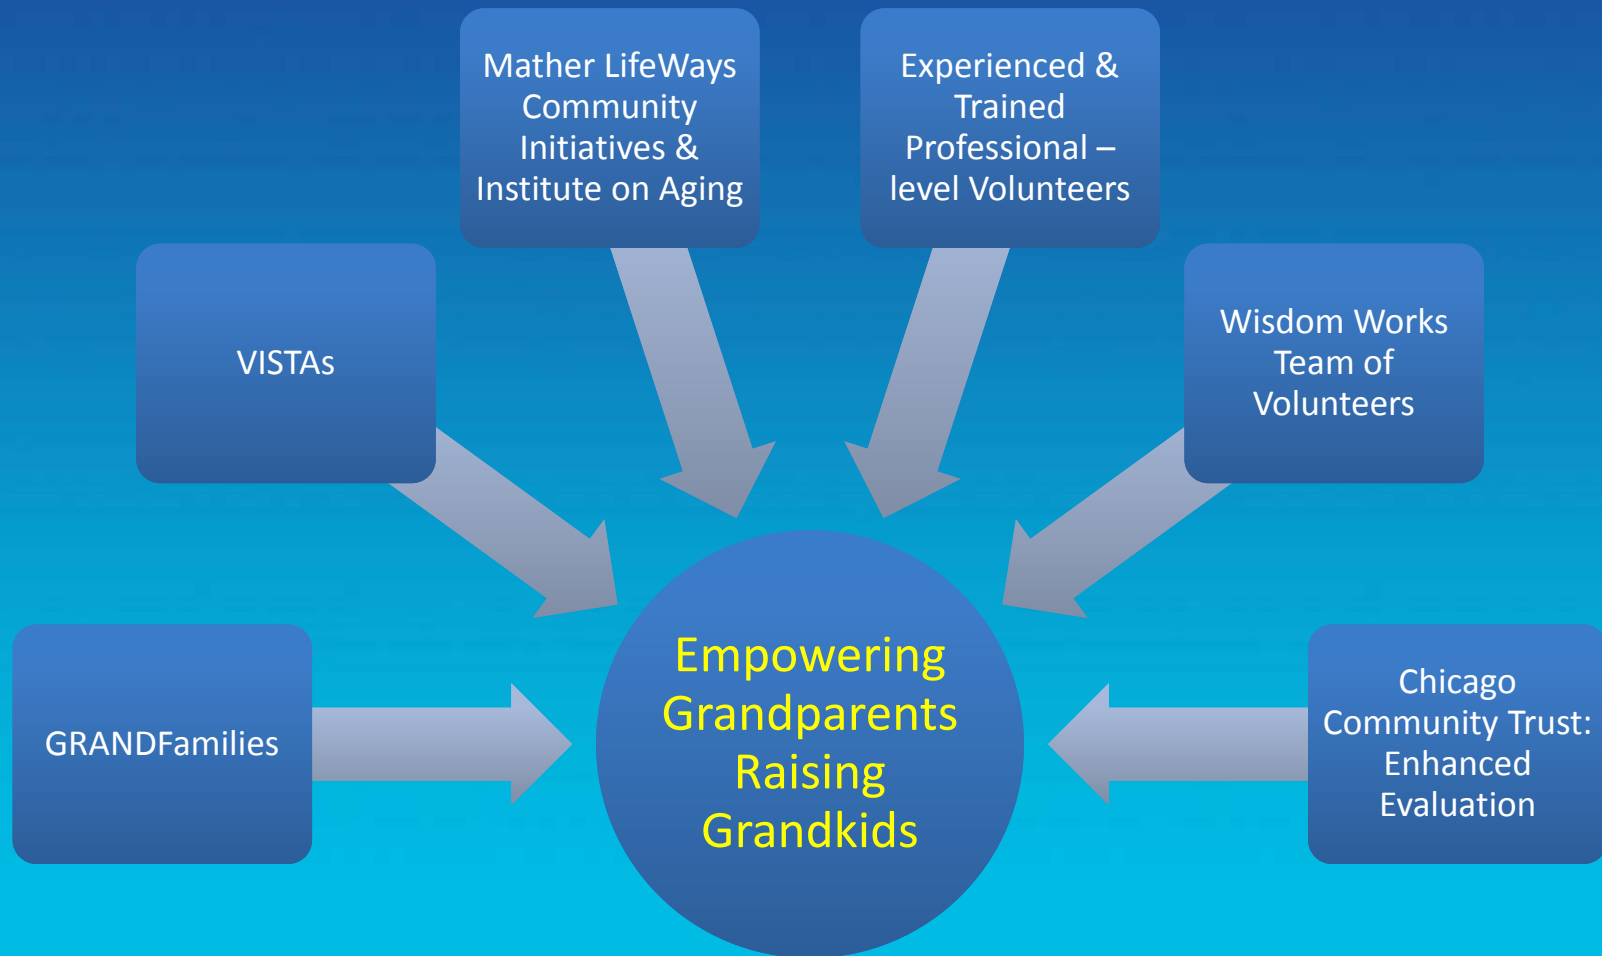 Mather LifeWays
Community
Initiatives &
Institute on Aging
Experienced &
Trained
Professional –
level Volunteers
VISTAs
Wisdom Works
Team of
Volunteers
GRANDFamilies
Empowering
Grandparents
Raising
Grandkids
Chicago
Community Trust:
Enhanced
Evaluation